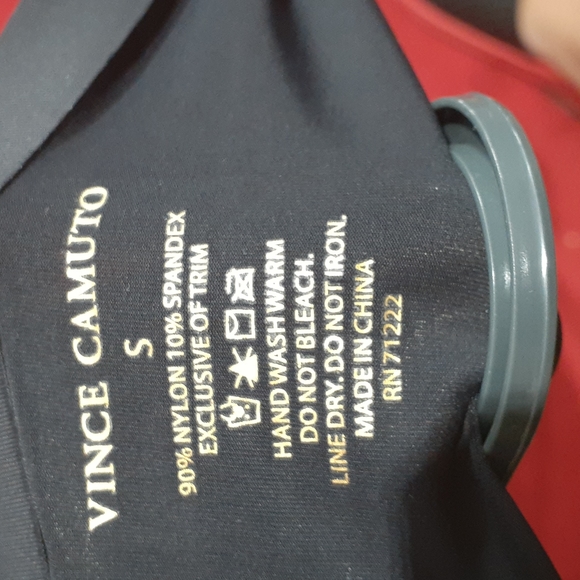 VINCE CAMUTO
S
90% NYLON 10% SPANDEX
EXCLUSIVE OF TRIM
HAND WASH WARM
DO NOT BLEACH.
LINE DRY. DO NOT IRON.
MADE IN CHINA
RN 71222